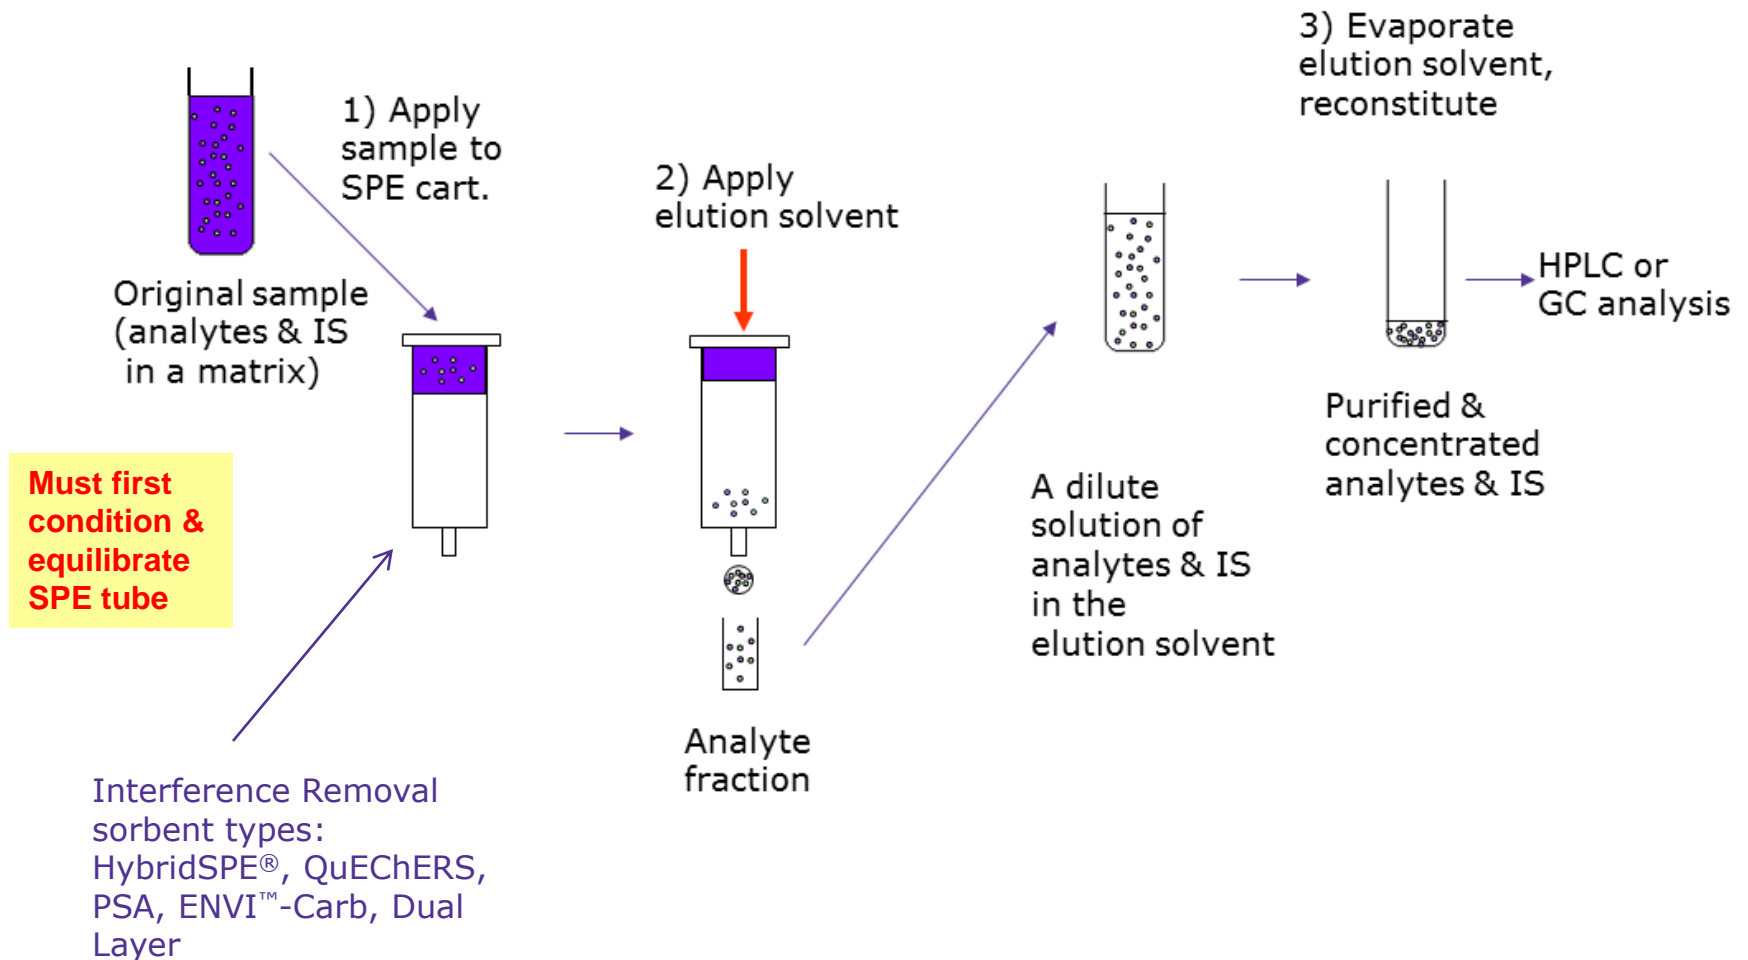 1) Apply
sample to
SPE cart.
Original sample
(analytes & IS
in a matrix)
Must first
condition &
equilibrate
SPE tube
Interference Removal
sorbent types:
HybridSPE®, QuEChERS,
PSA, ENVI™-Carb, Dual
Layer
2) Apply
elution solvent
Analyte
fraction
A dilute
solution of
analytes & IS
in the
elution solvent
3) Evaporate
elution solvent,
reconstitute
Purified &
concentrated
analytes & IS
HPLC or
GC analysis